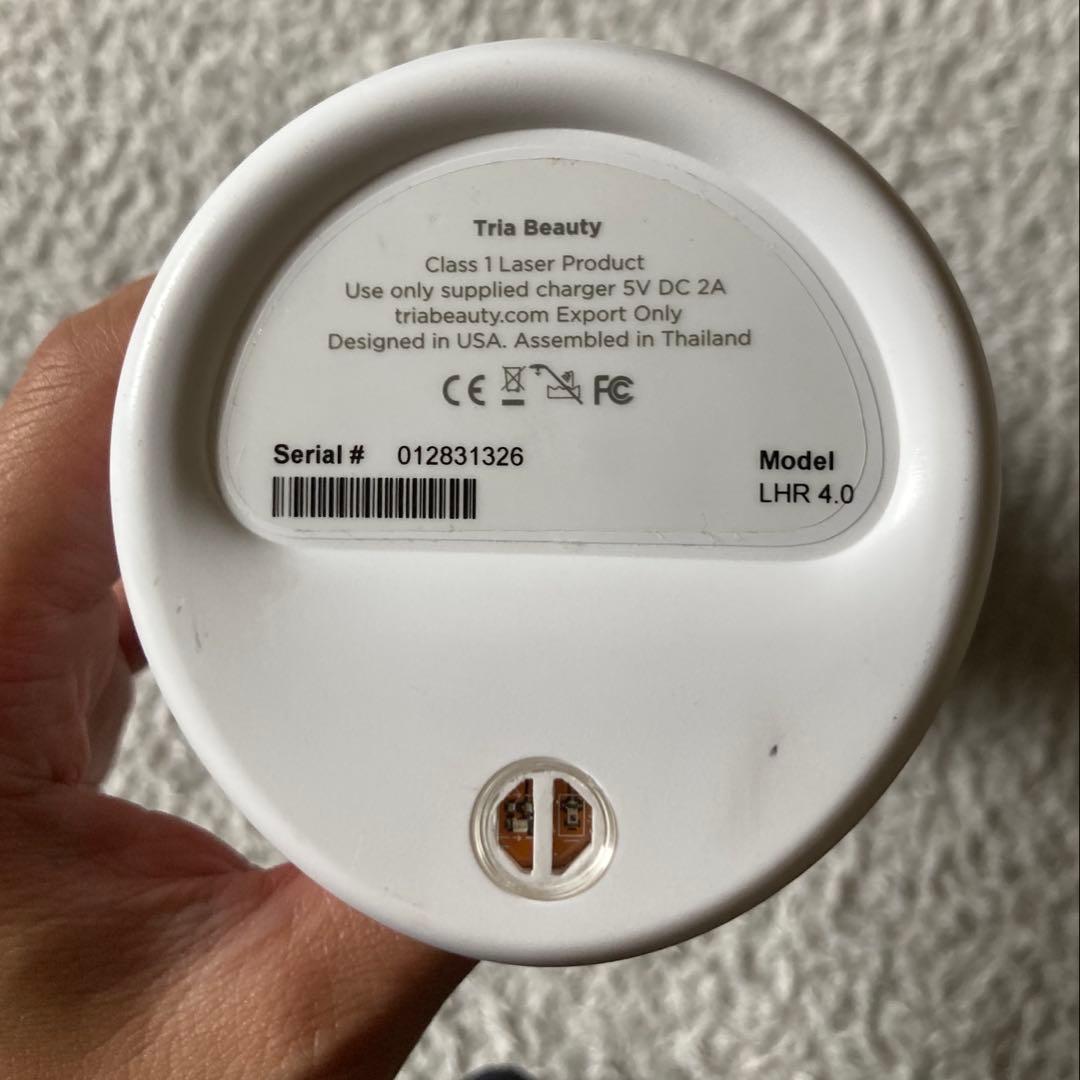 Tria Beauty
Class 1 Laser Product
Use only supplied charger 5V DC 2A
triabeauty.com Export Only
Designed in USA. Assembled in Thailand
CE FC
Serial # 012831326
Model
LHR 4.0